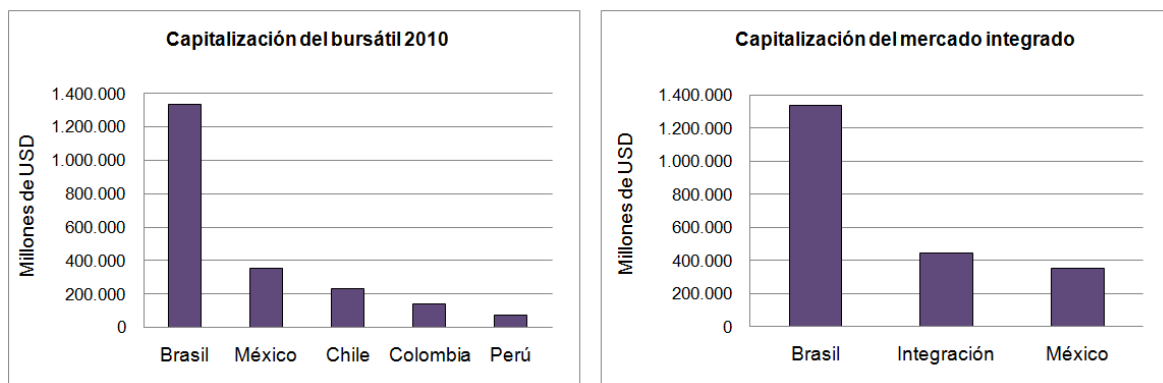 Capitalización del bursátil 2010
Millones de USD
1.400.000
1.200.000
1.000.000
800.000
600.000
400.000
200.000
0
Brasil México Chile Colombia Perú
Capitalización del mercado integrado
Millones de USD
1.400.000
1.200.000
1.000.000
800.000
600.000
400.000
200.000
0
Brasil Integración México